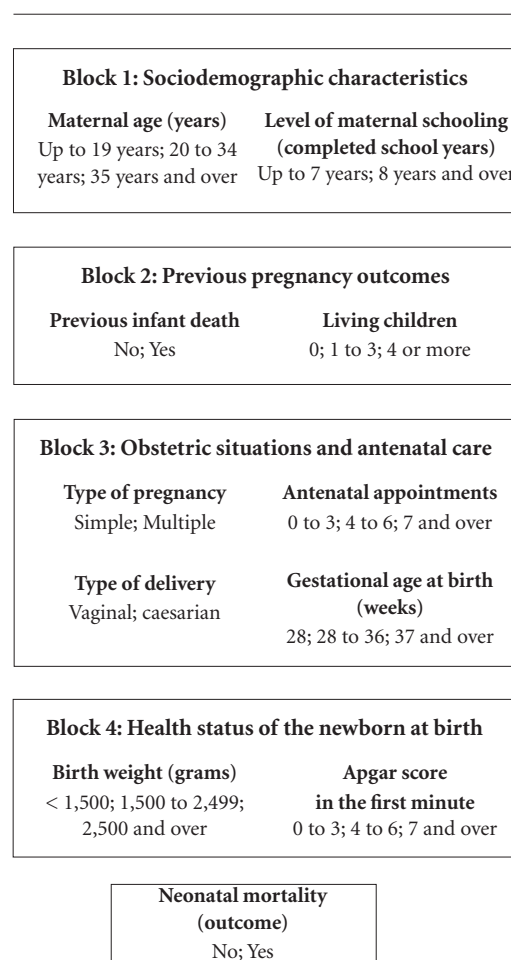 Block 1: Sociodemographic characteristics
Maternal age (years)
Up to 19 years; 20 to 34
years; 35 years and over
Level of maternal schooling
(completed school years)
Up to 7 years; 8 years and over
Block 2: Previous pregnancy outcomes
Previous infant death
No; Yes
Living children
0; 1 to 3; 4 or more
Block 3: Obstetric situations and antenatal care
Type of pregnancy
Simple; Multiple
Antenatal appointments
0 to 3; 4 to 6; 7 and over
Type of delivery
Vaginal; caesarian
Gestational age at birth
(weeks)
28; 28 to 36; 37 and over
Block 4: Health status of the newborn at birth
Birth weight (grams)
< 1,500; 1,500 to 2,499;
2,500 and over
Apgar score
in the first minute
0 to 3; 4 to 6; 7 and over
Neonatal mortality
(outcome)
No; Yes